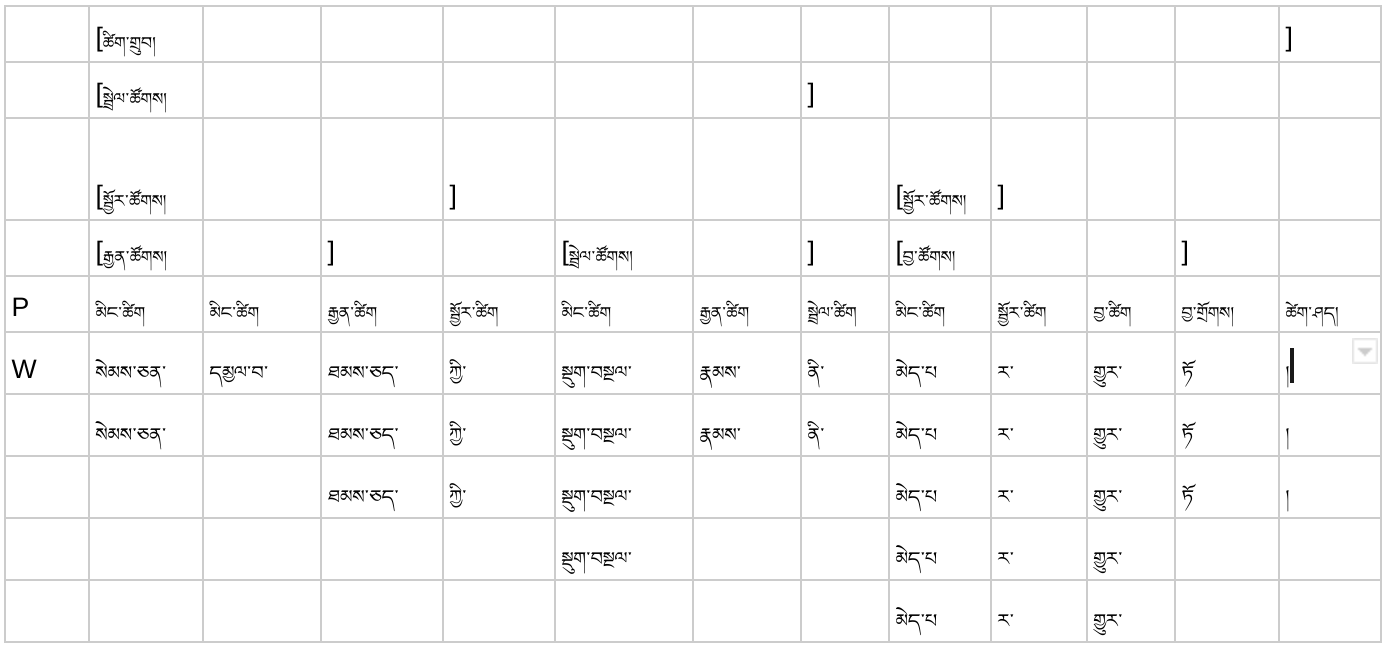 [ཚིག་གྲུབ། ]
[སྦྲེལ་ཚོགས། ]
[སྦྱོར་ཚོགས། ] [སྦྱོར་ཚོགས། ]
[རྒྱན་ཚོགས། ] [སྦྲེལ་ཚོགས། ] [བྱ་ཚོགས། ]
P མིང་ཚིག མིང་ཚིག རྒྱན་ཚིག སྦྱོར་ཚིག མིང་ཚིག རྒྱན་ཚིག སྦྲེལ་ཚིག མིང་ཚིག སྦྱོར་ཚིག བྱ་ཚིག བྱ་གྲོགས། ཚེག་ཤད།
W སེམས་ཅན་ དམྱལ་བ་ ཐམས་ཅད་ ཀྱི་ སྡུག་བསྔལ་ རྣམས་ ནི་ མེད་པ ར་ གྱུར་ ཏོ །
སེམས་ཅན་ ཐམས་ཅད་ ཀྱི་ སྡུག་བསྔལ་ རྣམས་ ནི་ མེད་པ ར་ གྱུར་ ཏོ །
ཐམས་ཅད་ ཀྱི་ སྡུག་བསྔལ་ མེད་པ ར་ གྱུར་ ཏོ །
སྡུག་བསྔལ་ མེད་པ ར་ གྱུར་
མེད་པ ར་ གྱུར་